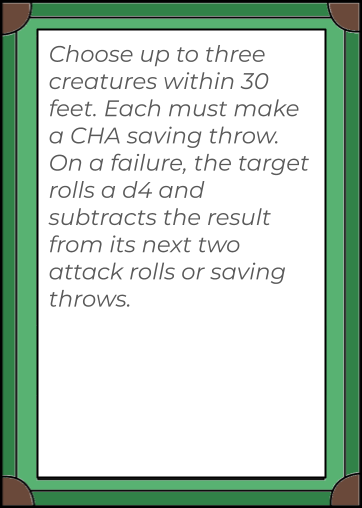 Choose up to three
creatures within 30
feet. Each must make
a CHA saving throw.
On a failure, the target
rolls a d4 and
subtracts the result
from its next two
attack rolls or saving
throws.